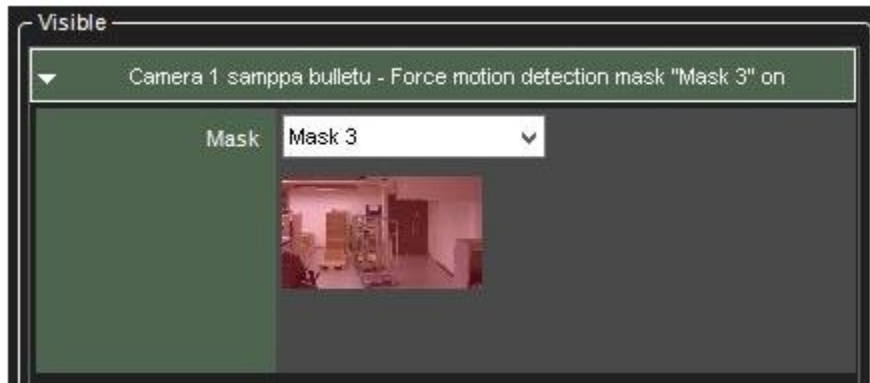 Visible
Camera 1 samppa bulletu - Force motion detection mask "Mask 3" on
Mask
Mask 3